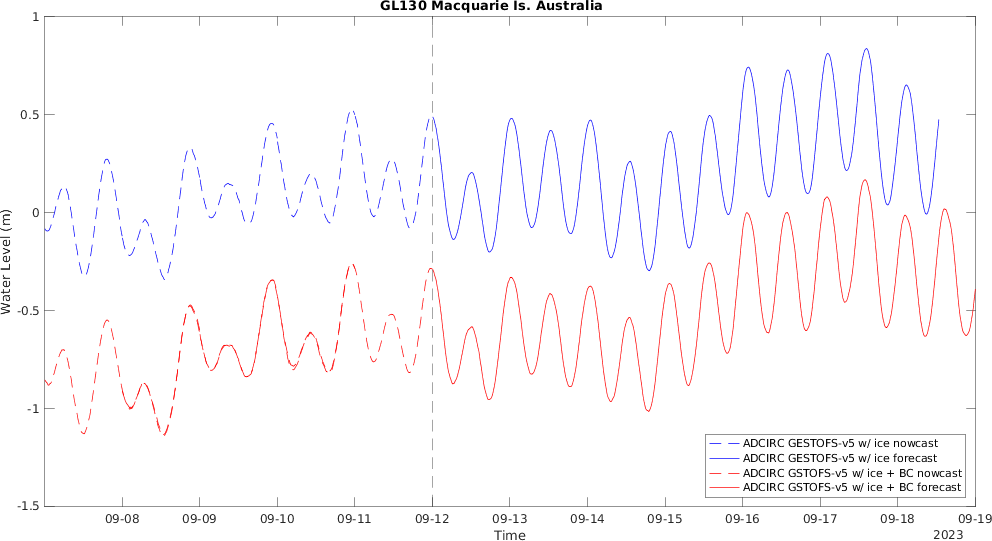 GL130 Macquarie Is. Australia
Water Level (m)
1
0.5
0
-0.5
-1
-1.5
ADCIRC GESTOFS-v5 w/ ice nowcast
ADCIRC GESTOFS-v5 w/ ice forecast
ADCIRC GSTOFS-v5 w/ ice + BC nowcast
ADCIRC GSTOFS-v5 w/ ice + BC forecast
09-08 09-09 09-10 09-11 09-12 09-13 09-14 09-15 09-16 09-17 09-18 09-19
Time
2023